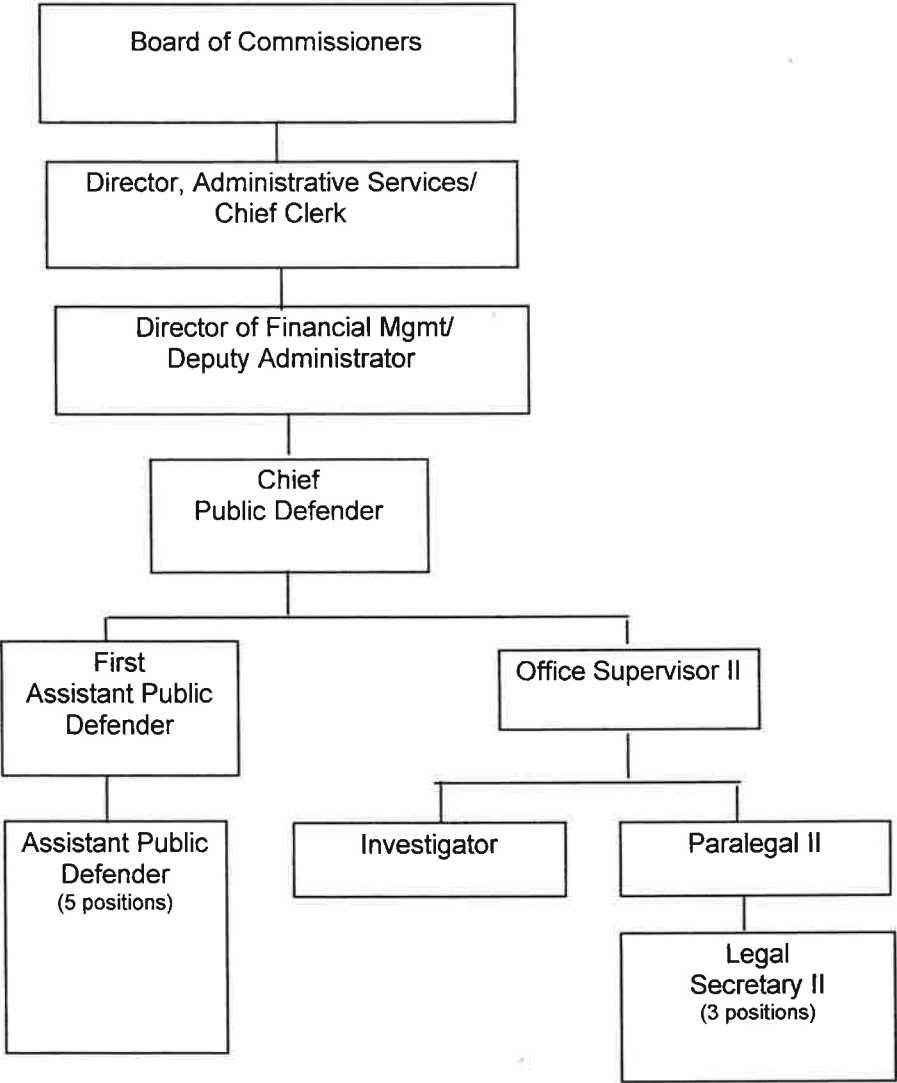 Board of Commissioners
Director, Administrative Services/
Chief Clerk
Director of Financial Mgmt/
Deputy Administrator
Chief
Public Defender
First
Assistant Public
Defender
Office Supervisor II
Assistant Public
Defender
(5 positions)
Investigator
Paralegal II
Legal
Secretary II
(3 positions)